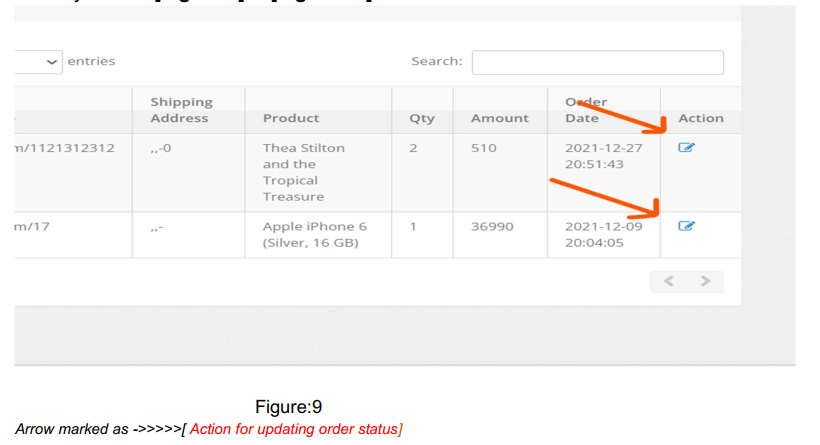 entries
Search:
Shipping Address
Product
Qty
Amount
Order Date
Action
m/1121312312
,,-0
Thea Stilton and the Tropical Treasure
2
510
2021-12-27 20:51:43
m/17
,,-
Apple iPhone 6 (Silver, 16 GB)
1
36990
2021-12-09 20:04:05
Figure:9
Arrow marked as ->>>>>[ Action for updating order status]